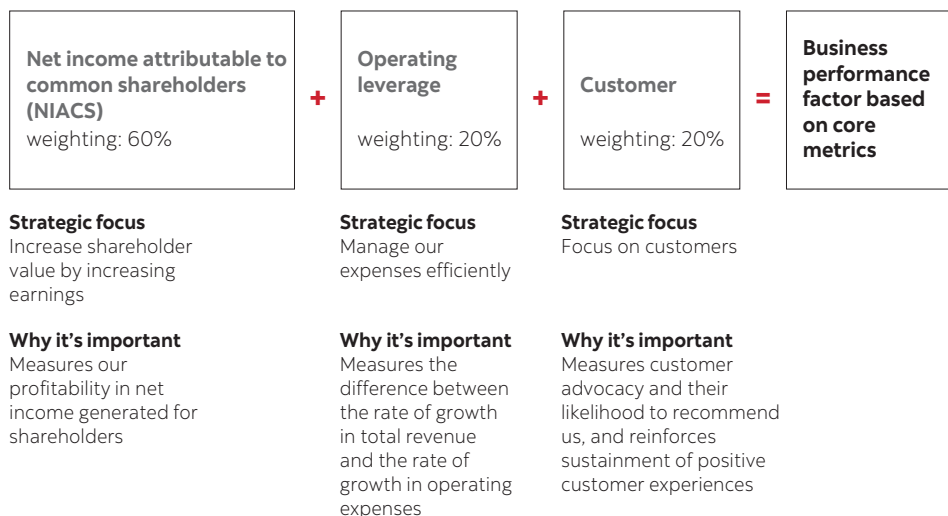 Net income attributable to
common shareholders
(NIACS)
weighting: 60%
+
Operating
leverage
weighting: 20%
+
Customer
weighting: 20%
=
Business
performance
factor based
on core
metrics
Strategic focus
Increase shareholder
value by increasing
earnings
Strategic focus
Manage our
expenses efficiently
Strategic focus
Focus on customers
Why it’s important
Measures our
profitability in net
income generated for
shareholders
Why it’s important
Measures the
difference between
the rate of growth
in total revenue
and the rate of
growth in operating
expenses
Why it’s important
Measures customer
advocacy and their
likelihood to recommend
us, and reinforces
sustainment of positive
customer experiences